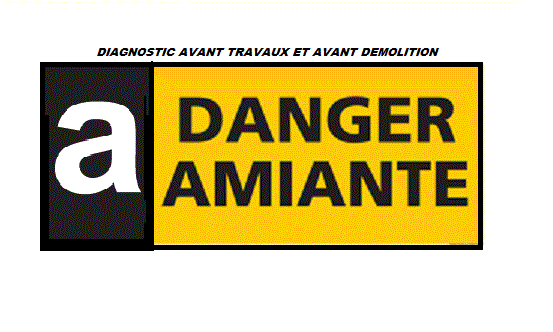 DIAGNOSTIC AVANT TRAVAUX ET AVANT DEMOLITION
a
DANGER
AMIANTE